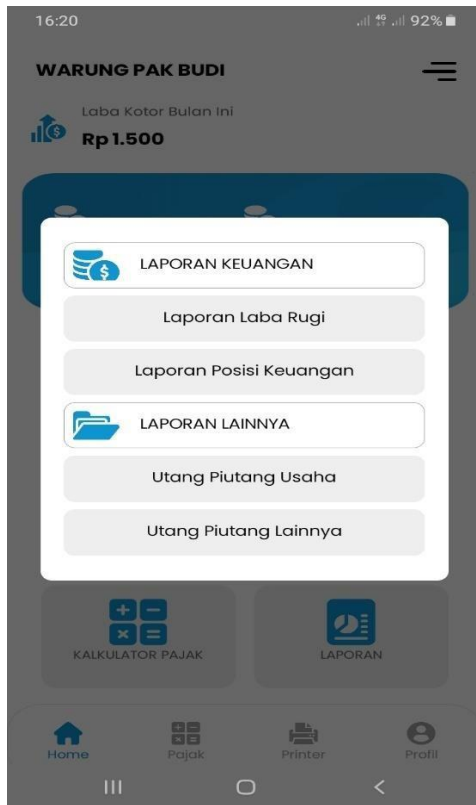 16:20
4G
92%
WARUNG PAK BUDI
Laba Kotor Bulan Ini
Rp 1.500
LAPORAN KEUANGAN
Laporan Laba Rugi
Laporan Posisi Keuangan
LAPORAN LAINNYA
Utang Piutang Usaha
Utang Piutang Lainnya
KALKULATOR PAJAK
LAPORAN
Home
Pajak
Printer
Profil